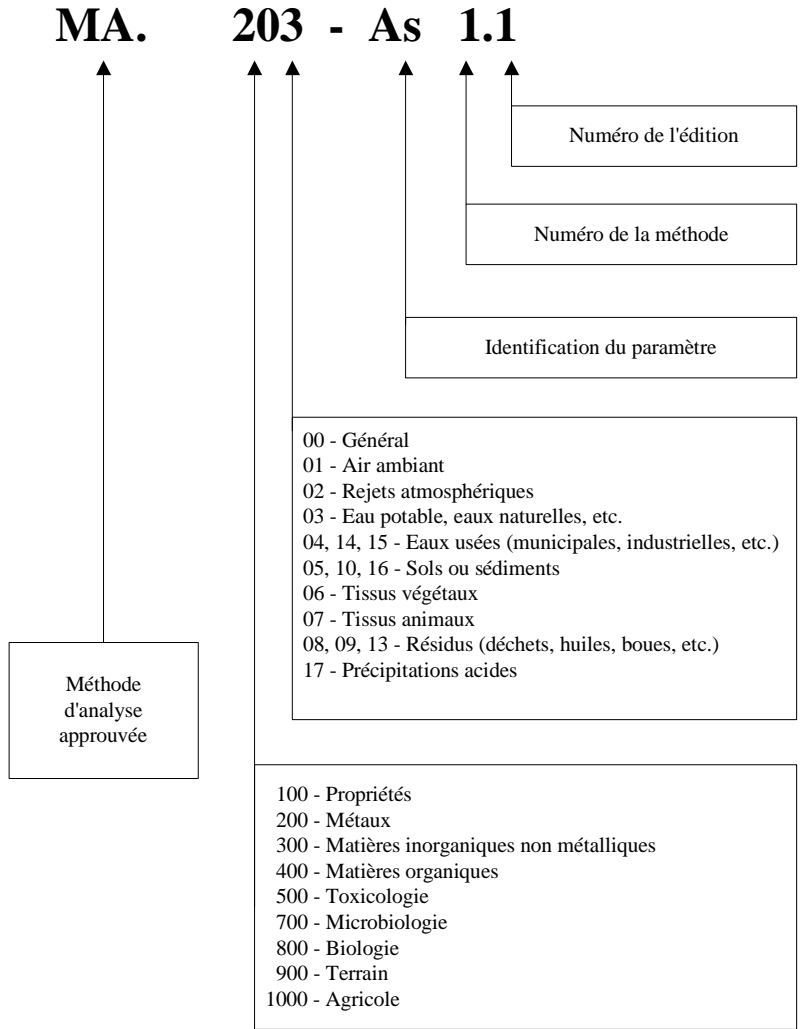 MA. 203 - As 1.1
Numéro de l'édition
Numéro de la méthode
Identification du paramètre
00 - Général
01 - Air ambiant
02 - Rejets atmosphériques
03 - Eau potable, eaux naturelles, etc.
04, 14, 15 - Eaux usées (municipales, industrielles, etc.)
05, 10, 16 - Sols ou sédiments
06 - Tissus végétaux
07 - Tissus animaux
08, 09, 13 - Résidus (déchets, huiles, boues, etc.)
17 - Précipitations acides
Méthode
d'analyse
approuvée
100 - Propriétés
200 - Métaux
300 - Matières inorganiques non métalliques
400 - Matières organiques
500 - Toxicologie
700 - Microbiologie
800 - Biologie
900 - Terrain
1000 - Agricole